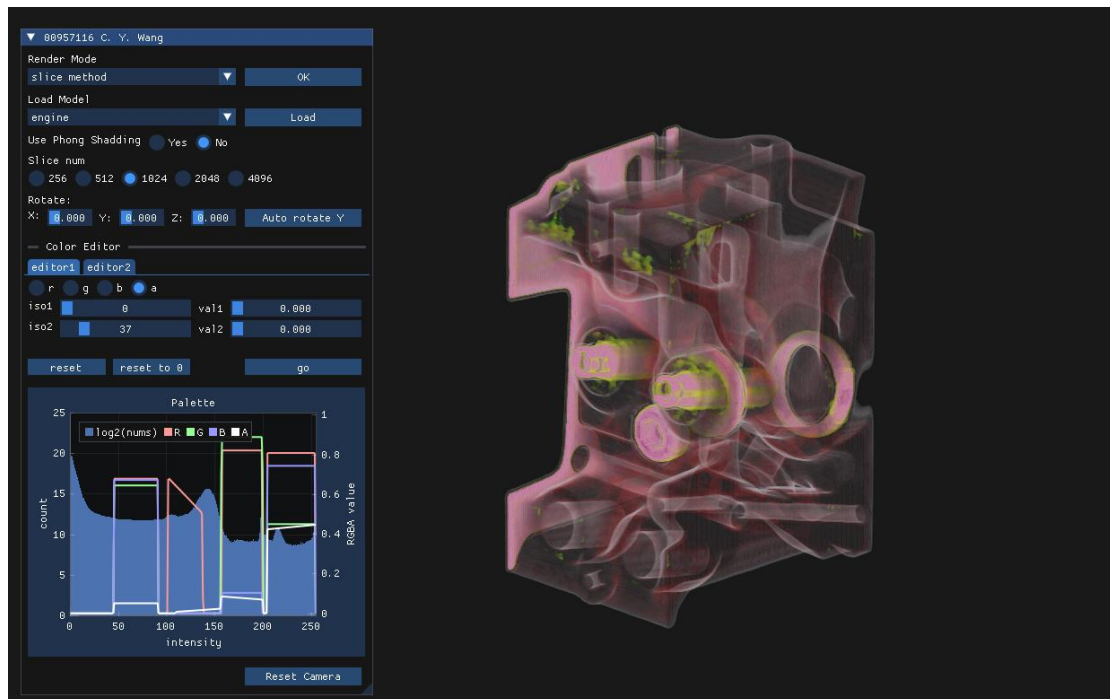 00957116 C. Y. Wang
Render Mode
slice method OK
Load Model
engine Load
Use Phong Shadding Yes No
Slice num
256 512 1024 2048 4096
Rotate:
X: 0.000 Y: 0.000 Z: 0.000 Auto rotate Y
Color Editor
editor1 editor2
r g b a
iso1 0 val1 0.000
iso2 37 val2 0.000
reset reset to 0 go
Palette
25 1
log2(nums) R G B A
20 0.8
15 0.6
count RGBA value
10 0.4
5 0.2
0 0
0 50 100 150 200 250
intensity
Reset Camera